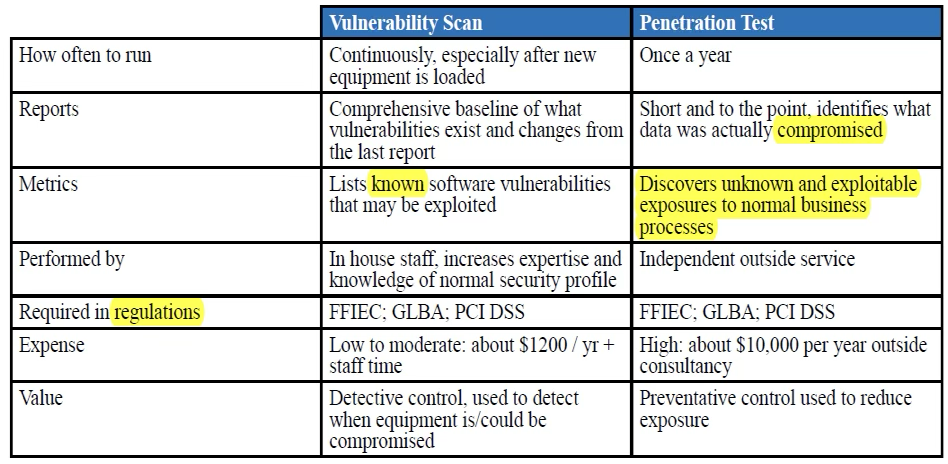 Vulnerability Scan
Penetration Test
How often to run
Continuously, especially after new
equipment is loaded
Once a year
Reports
Comprehensive baseline of what
vulnerabilities exist and changes from
the last report
Short and to the point, identifies what
data was actually compromised
Metrics
Lists known software vulnerabilities
that may be exploited
Discovers unknown and exploitable
exposures to normal business
processes
Performed by
In house staff, increases expertise and
knowledge of normal security profile
Independent outside service
Required in regulations
FFIEC; GLBA; PCI DSS
FFIEC; GLBA; PCI DSS
Expense
Low to moderate: about $1200 / yr +
staff time
High: about $10,000 per year outside
consultancy
Value
Detective control, used to detect
when equipment is/could be
compromised
Preventative control used to reduce
exposure